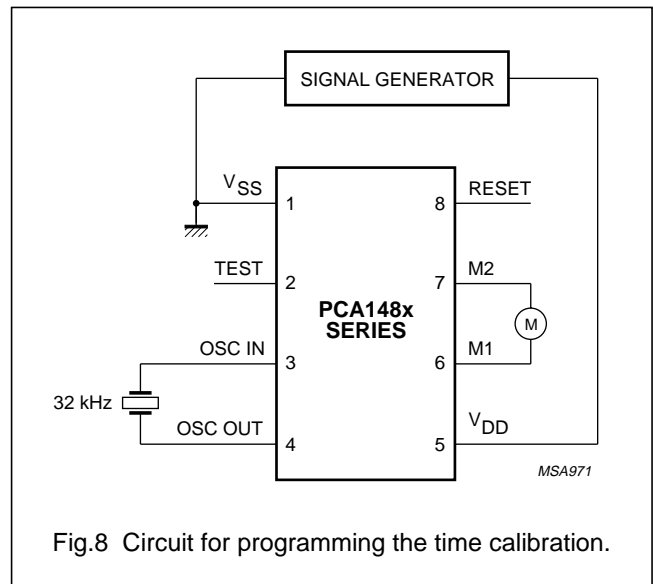 SIGNAL GENERATOR
VSS
1
8
RESET
TEST
2
7
M2
PCA148x
SERIES
M
OSC IN
3
6
M1
32 kHz
OSC OUT
4
5
VDD
MSA971
Fig.8 Circuit for programming the time calibration.